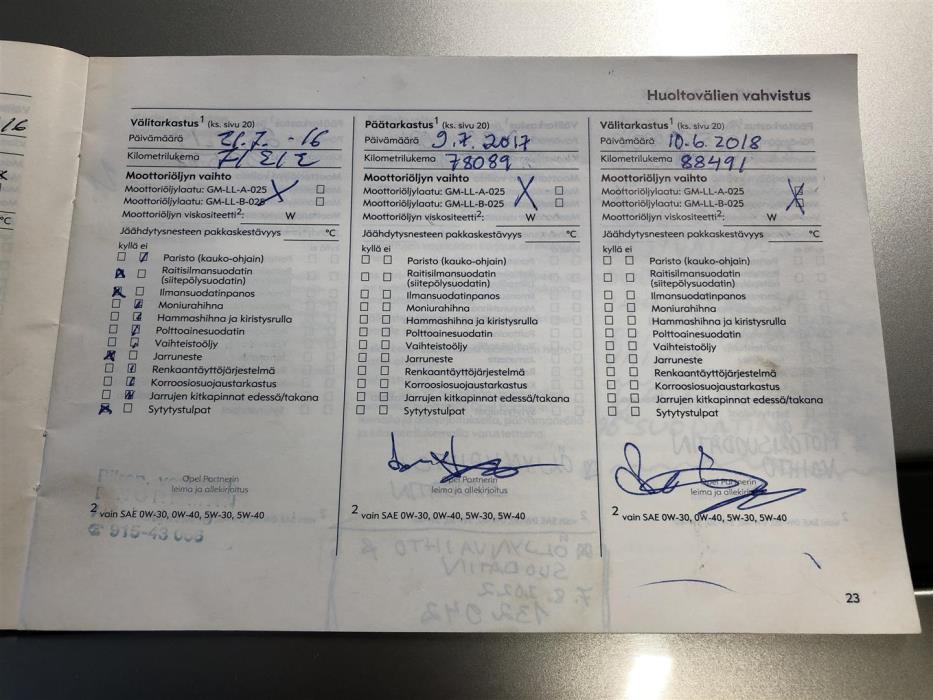 Huoltovälien vahvistus
Välitarkastus¹ (ks. sivu 20)
Päivämäärä 21.7. -16
Kilometrilukema
Moottoriöljyn vaihto
Moottoriöljylaatu: GM-LL-A-025
Moottoriöljylaatu: GM-LL-B-025
Moottoriöljyn viskositeetti²: W
Jäähdytysnesteen pakkaskestävyys °C
kyllä ei
Paristo (kauko-ohjain)
Raitisilmansuodatin
(siitepölysuodatin)
Ilmansuodatinpanos
Moniurahihna
Hammashihna ja kiristysrulla
Polttoainesuodatin
Vaihteistoöljy
Jarruneste
Renkaantäyttöjärjestelmä
Korroosiosuojaustarkastus
Jarrujen kitkapinnat edessä/takana
Sytytystulpat
Opel Partnerin
leima ja allekirjoitus
² vain SAE 0W-30, 0W-40, 5W-30, 5W-40
Päätarkastus¹ (ks. sivu 20)
Päivämäärä 9.7.2017
Kilometrilukema 78089
Moottoriöljyn vaihto
Moottoriöljylaatu: GM-LL-A-025
Moottoriöljylaatu: GM-LL-B-025
Moottoriöljyn viskositeetti²: W
Jäähdytysnesteen pakkaskestävyys °C
kyllä ei
Paristo (kauko-ohjain)
Raitisilmansuodatin
(siitepölysuodatin)
Ilmansuodatinpanos
Moniurahihna
Hammashihna ja kiristysrulla
Polttoainesuodatin
Vaihteistoöljy
Jarruneste
Renkaantäyttöjärjestelmä
Korroosiosuojaustarkastus
Jarrujen kitkapinnat edessä/takana
Sytytystulpat
Opel Partnerin
leima ja allekirjoitus
² vain SAE 0W-30, 0W-40, 5W-30, 5W-40
Välitarkastus¹ (ks. sivu 20)
Päivämäärä 10.6.2018
Kilometrilukema 88491
Moottoriöljyn vaihto
Moottoriöljylaatu: GM-LL-A-025
Moottoriöljylaatu: GM-LL-B-025
Moottoriöljyn viskositeetti²: W
Jäähdytysnesteen pakkaskestävyys °C
kyllä ei
Paristo (kauko-ohjain)
Raitisilmansuodatin
(siitepölysuodatin)
Ilmansuodatinpanos
Moniurahihna
Hammashihna ja kiristysrulla
Polttoainesuodatin
Vaihteistoöljy
Jarruneste
Renkaantäyttöjärjestelmä
Korroosiosuojaustarkastus
Jarrujen kitkapinnat edessä/takana
Sytytystulpat
Opel Partnerin
leima ja allekirjoitus
² vain SAE 0W-30, 0W-40, 5W-30, 5W-40
23